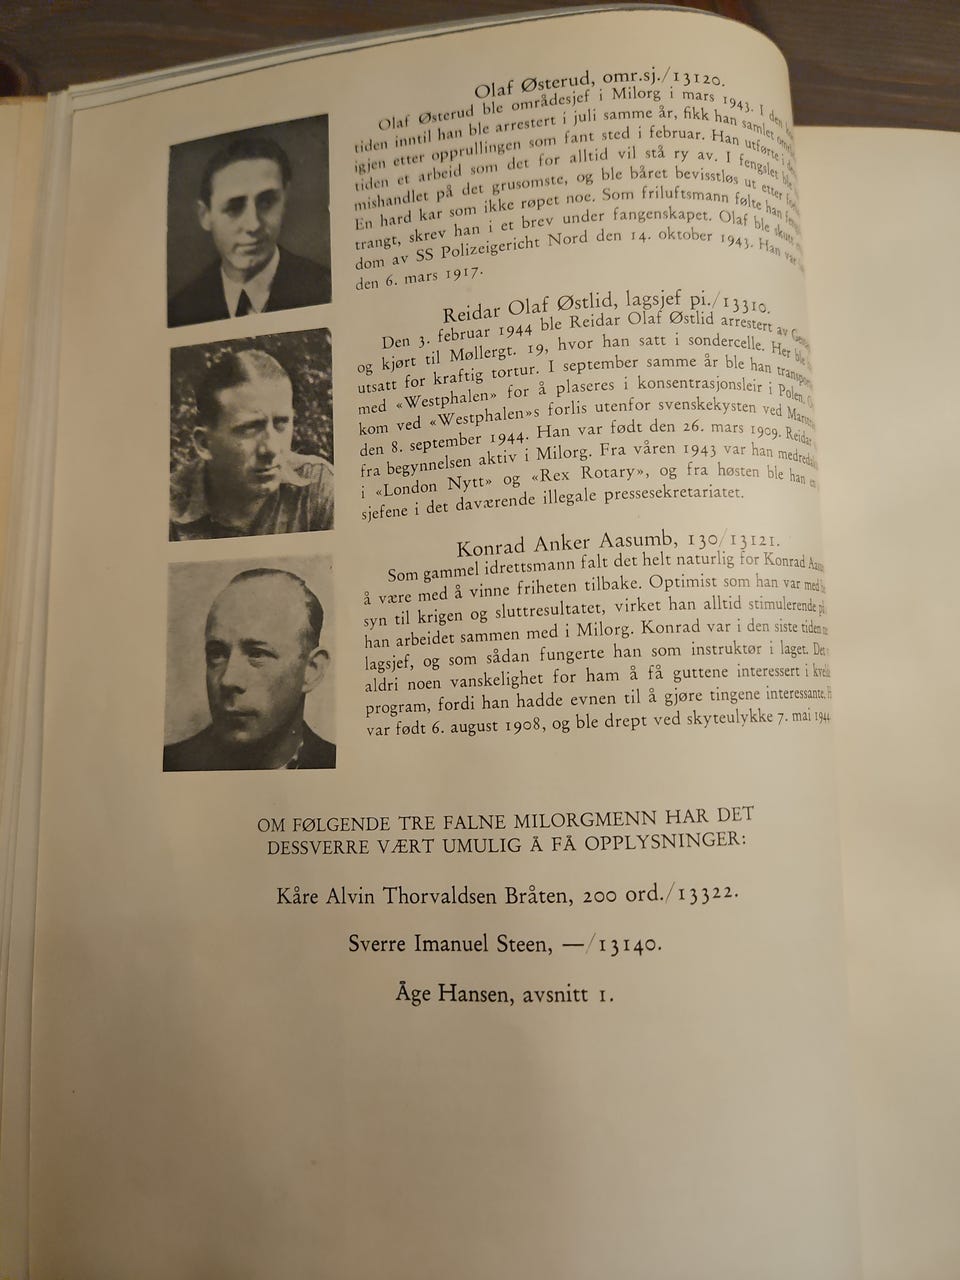 Olaf Østerud, omr.sj./13120.
Olaf Østerud ble områdesjef i Milorg i mars 1943. I den
tiden inntil han ble arrestert i juli samme år, fikk han samlet
igjen etter opprullingen som fant sted i februar. Han utførte i
tiden et arbeid som det for alltid vil stå ry av. I fengslet ble
mishandlet på det grusomste, og ble båret bevisstløs ut etter
En hard kar som ikke røpet noe. Som friluftsmann følte han
trangt, skrev han i et brev under fangenskapet. Olaf ble skutt
dom av SS Polizeigericht Nord den 14. oktober 1943. Han var
den 6. mars 1917.
Reidar Olaf Østlid, lagsjef pi./13310.
Den 3. februar 1944 ble Reidar Olaf Østlid arrestert av
og kjørt til Møllergt. 19, hvor han satt i sondercelle. Her ble
utsatt for kraftig tortur. I september samme år ble han
med «Westphalen» for å plaseres i konsentrasjonsleir i Polen.
kom ved «Westphalen»s forlis utenfor svenskekysten ved
den 8. september 1944. Han var født den 26. mars 1909. Reidar
fra begynnelsen aktiv i Milorg. Fra våren 1943 var han
i «London Nytt» og «Rex Rotary», og fra høsten ble han
sjefene i det daværende illegale pressesekretariatet.
Konrad Anker Aasumb, 130/13121.
Som gammel idrettsmann falt det helt naturlig for Konrad
å være med å vinne friheten tilbake. Optimist som han var med
syn til krigen og sluttresultatet, virket han alltid stimulerende
han arbeidet sammen med i Milorg. Konrad var i den siste tiden
lagsjef, og som sådan fungerte han som instruktør i laget. Det
aldri noen vanskelighet for ham å få guttene interessert i
program, fordi han hadde evnen til å gjøre tingene interessante.
var født 6. august 1908, og ble drept ved skyteulykke 7. mai 1944
OM FØLGENDE TRE FALNE MILORGMENN HAR DET
DESSVERRE VÆRT UMULIG Å FÅ OPPLYSNINGER:
Kåre Alvin Thorvaldsen Bråten, 200 ord./13322.
Sverre Imanuel Steen, —/13140.
Åge Hansen, avsnitt 1.